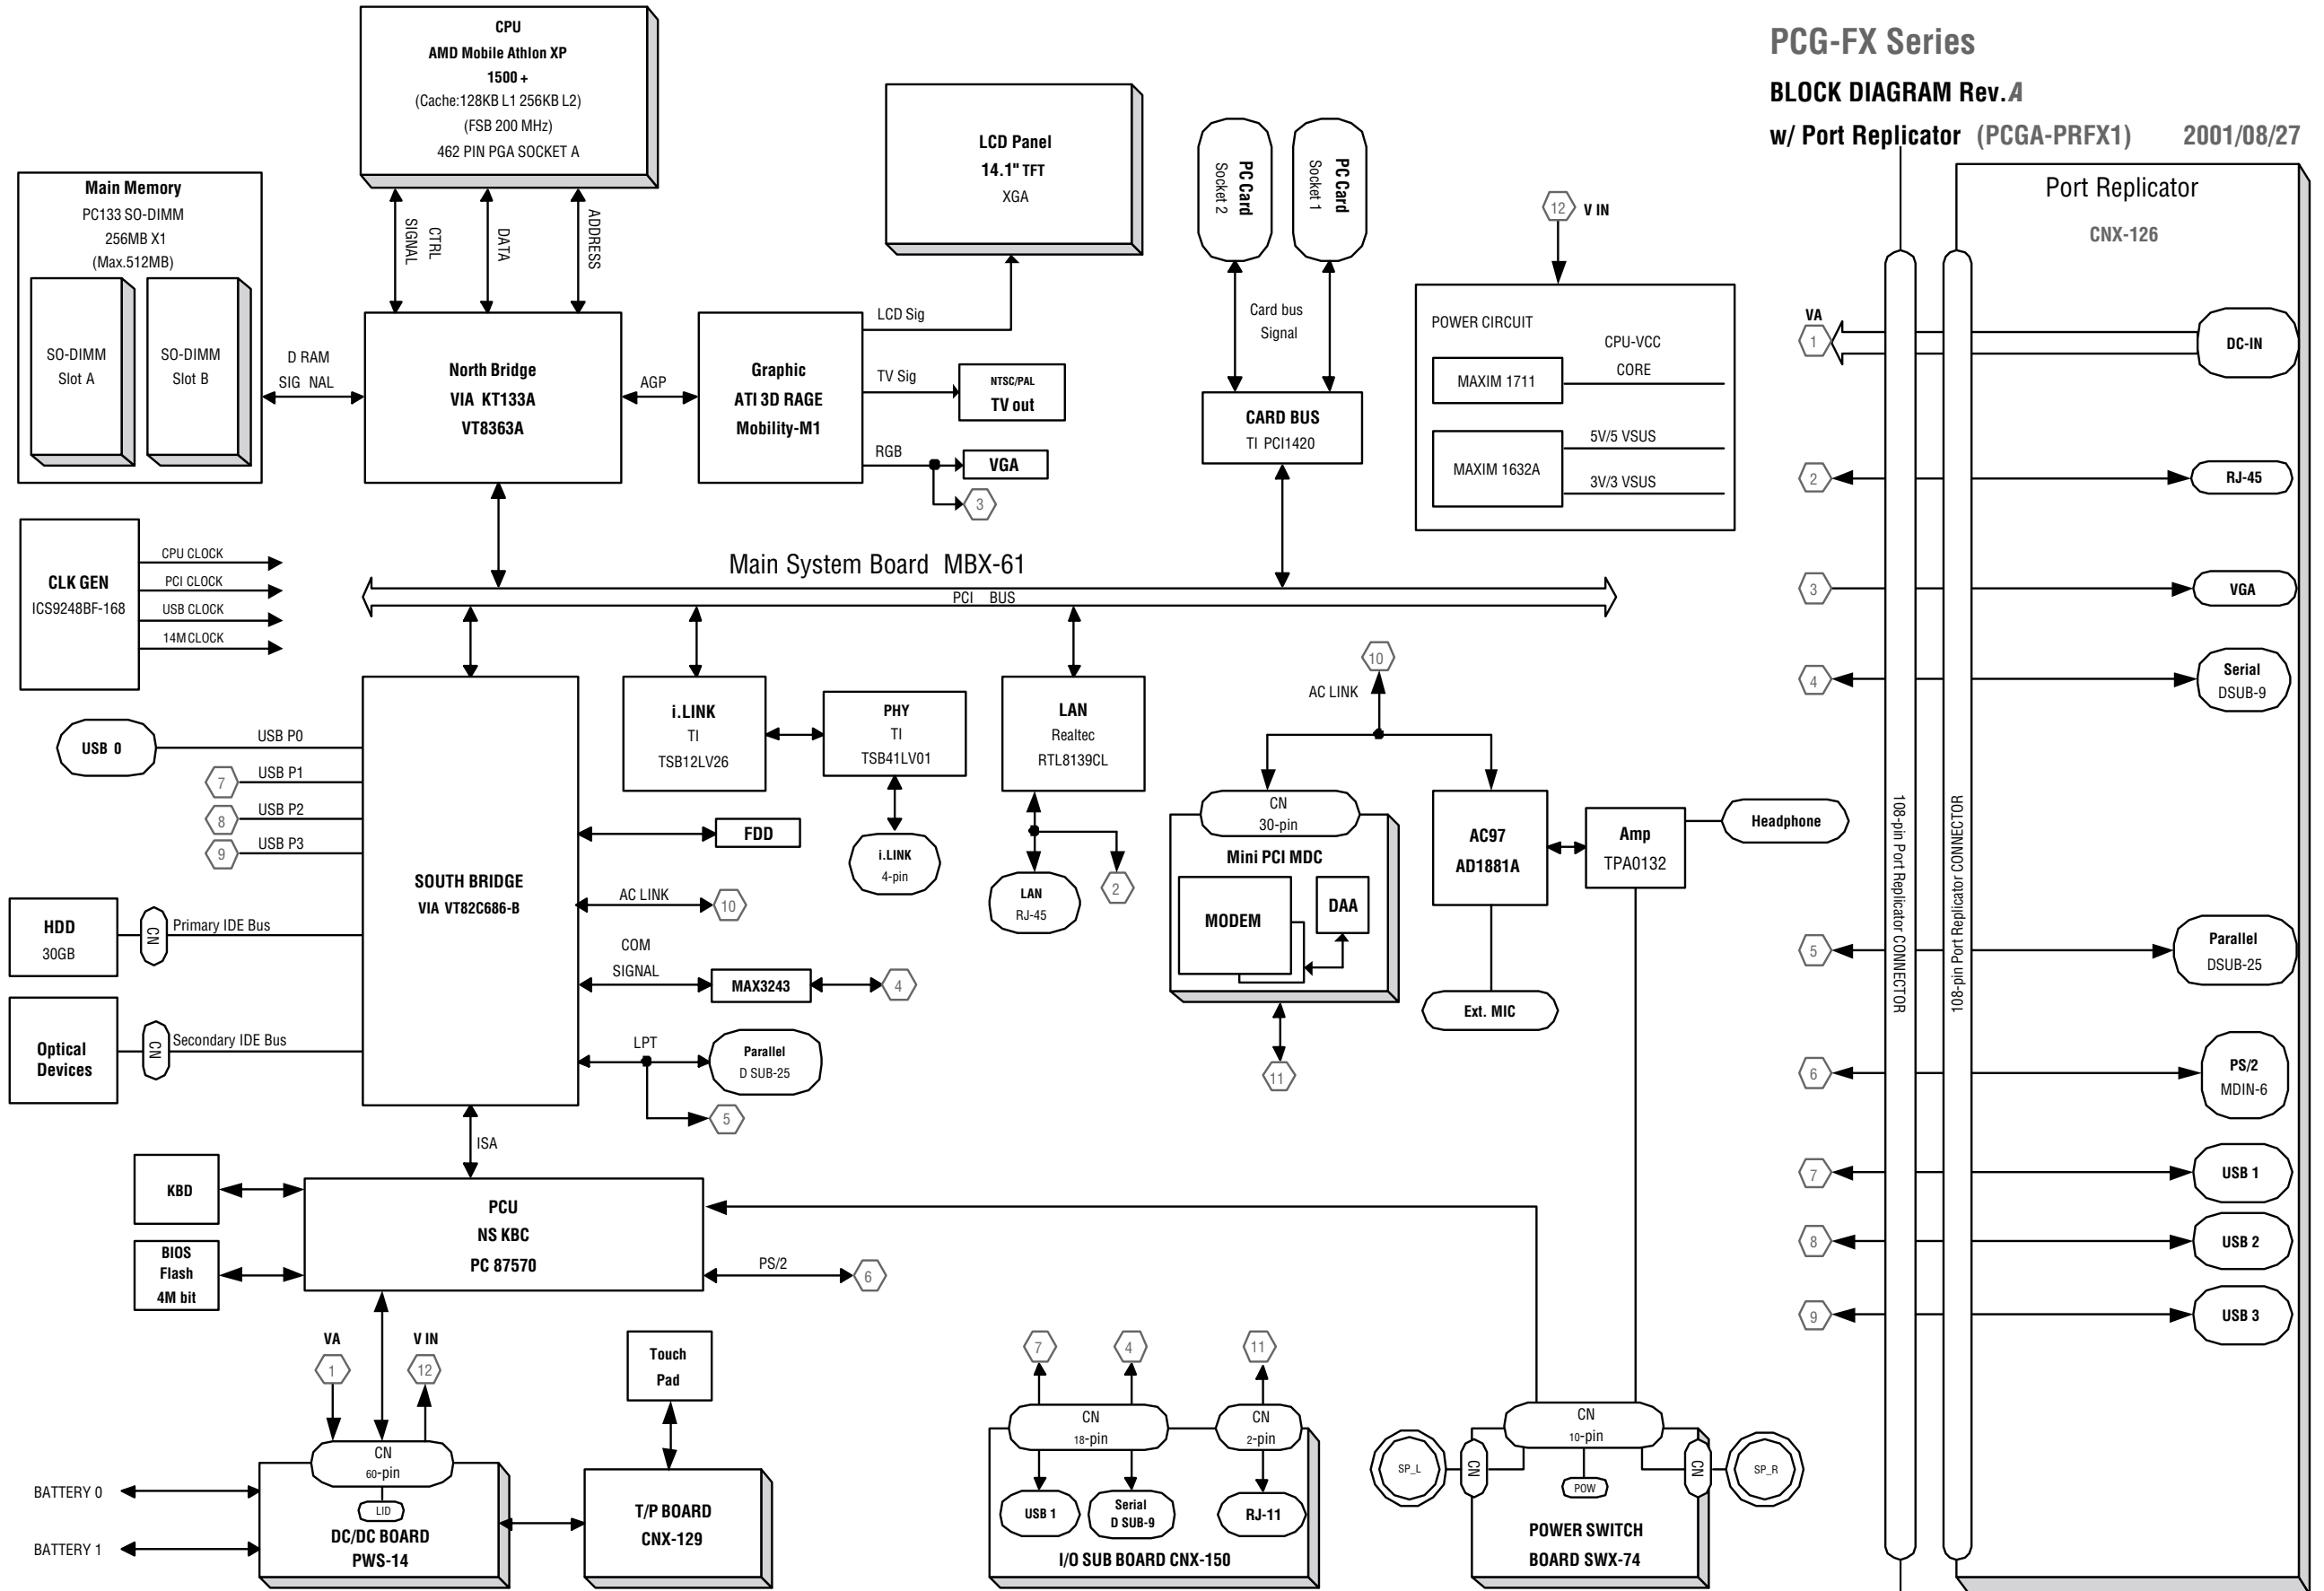 PCG-FX Series
BLOCK DIAGRAM Rev.A
w/ Port Replicator (PCGA-PRFX1) 2001/08/27
CPU
AMD Mobile Athlon XP
1500 +
(Cache:128KB L1 256KB L2)
(FSB 200 MHz)
462 PIN PGA SOCKET A
Main Memory
PC133 SO-DIMM
256MB X1
(Max.512MB)
SO-DIMM
Slot A
SO-DIMM
Slot B
D RAM
SIG NAL
CTRL
SIGNAL
DATA
ADDRESS
North Bridge
VIA KT133A
VT8363A
AGP
Graphic
ATI 3D RAGE
Mobility-M1
LCD Panel
14.1" TFT
XGA
LCD Sig
TV Sig
NTSC/PAL
TV out
RGB
VGA
3
PC Card
Socket 2
PC Card
Socket 1
Card bus
Signal
CARD BUS
TI PCI1420
12
V IN
POWER CIRCUIT
CPU-VCC
CORE
MAXIM 1711
MAXIM 1632A
5V/5 VSUS
3V/3 VSUS
CLK GEN
ICS9248BF-168
CPU CLOCK
PCI CLOCK
USB CLOCK
14M CLOCK
Main System Board MBX-61
PCI BUS
USB 0
USB P0
7
USB P1
8
USB P2
9
USB P3
HDD
30GB
CN
Primary IDE Bus
Optical
Devices
CN
Secondary IDE Bus
SOUTH BRIDGE
VIA VT82C686-B
i.LINK
TI
TSB12LV26
PHY
TI
TSB41LV01
i.LINK
4-pin
FDD
AC LINK
10
COM
SIGNAL
MAX3243
4
LPT
Parallel
D SUB-25
5
LAN
Realtec
RTL8139CL
LAN
RJ-45
2
10
AC LINK
CN
30-pin
Mini PCI MDC
MODEM
DAA
11
AC97
AD1881A
Amp
TPA0132
Headphone
Ext. MIC
ISA
KBD
BIOS
Flash
4M bit
PCU
NS KBC
PC 87570
PS/2
6
VA
1
V IN
12
CN
60-pin
LID
DC/DC BOARD
PWS-14
BATTERY 0
BATTERY 1
Touch
Pad
T/P BOARD
CNX-129
7
4
11
CN
18-pin
CN
2-pin
USB 1
Serial
D SUB-9
RJ-11
I/O SUB BOARD CNX-150
CN
10-pin
SP_L
CN
POW
CN
SP_R
POWER SWITCH
BOARD SWX-74
Port Replicator
CNX-126
108-pin Port Replicator CONNECTOR
108-pin Port Replicator CONNECTOR
VA
1
DC-IN
2
RJ-45
3
VGA
4
Serial
DSUB-9
5
Parallel
DSUB-25
6
PS/2
MDIN-6
7
USB 1
8
USB 2
9
USB 3